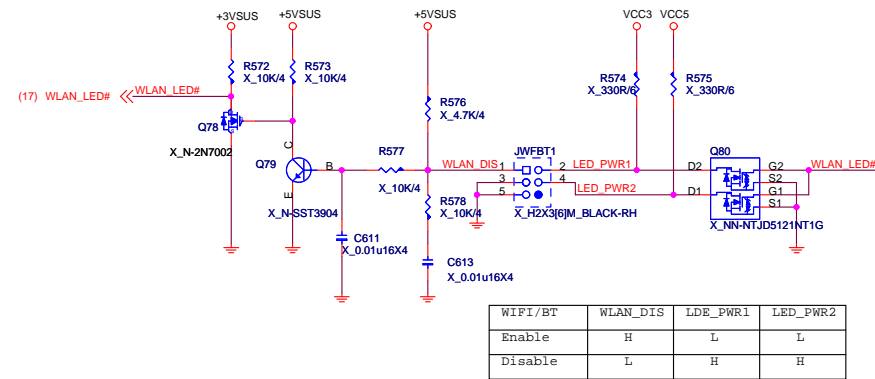 +3VSUS +5VSUS +5VSUS VCC3 VCC5
R572 X_10K/4
R573 X_10K/4
R574 X_330R/6
R575 X_330R/6
(17) WLAN_LED# WLAN_LED#
R576 X_4.7K/4
Q78
X_N-2N7002
C
B
E
Q79
X_N-SST3904
R577
X_10K/4
WLAN_DIS
JWFBT1
1 2
3 4
5
X_H2X3[6]M_BLACK-RH
LED_PWR1
LED_PWR2
Q80
D2 G2
S2
D1 G1
S1
X_NN-NTJD5121NT1G
WLAN_LED#
R578
X_10K/4
C611
X_0.01u16X4
C613
X_0.01u16X4
WIFI/BT WLAN_DIS LDE_PWR1 LED_PWR2
Enable H L L
Disable L H H